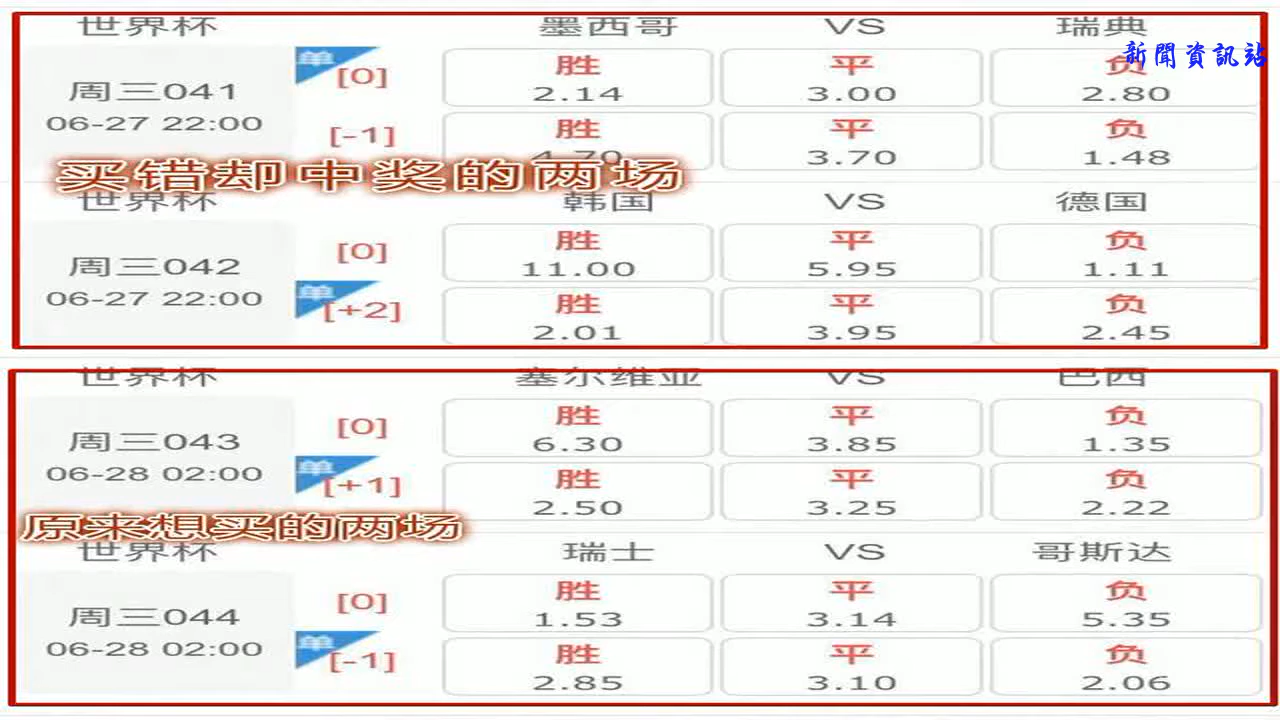 世界杯 墨西哥 VS 瑞典
新聞資訊站
单 [0] 胜 平 负
周三041 2.14 3.00 2.80
06-27 22:00
[-1] 胜 平 负
4.70 3.70 1.48
买错却中奖的两场
世界杯 韩国 VS 德国
[0] 胜 平 负
周三042 11.00 5.95 1.11
06-27 22:00
单 [+2] 胜 平 负
2.01 3.95 2.45
世界杯 塞尔维亚 VS 巴西
[0] 胜 平 负
周三043 6.30 3.85 1.35
06-28 02:00
单 [+1] 胜 平 负
2.50 3.25 2.22
原来想买的两场
世界杯 瑞士 VS 哥斯达
[0] 胜 平 负
周三044 1.53 3.14 5.35
06-28 02:00
单 [-1] 胜 平 负
2.85 3.10 2.06